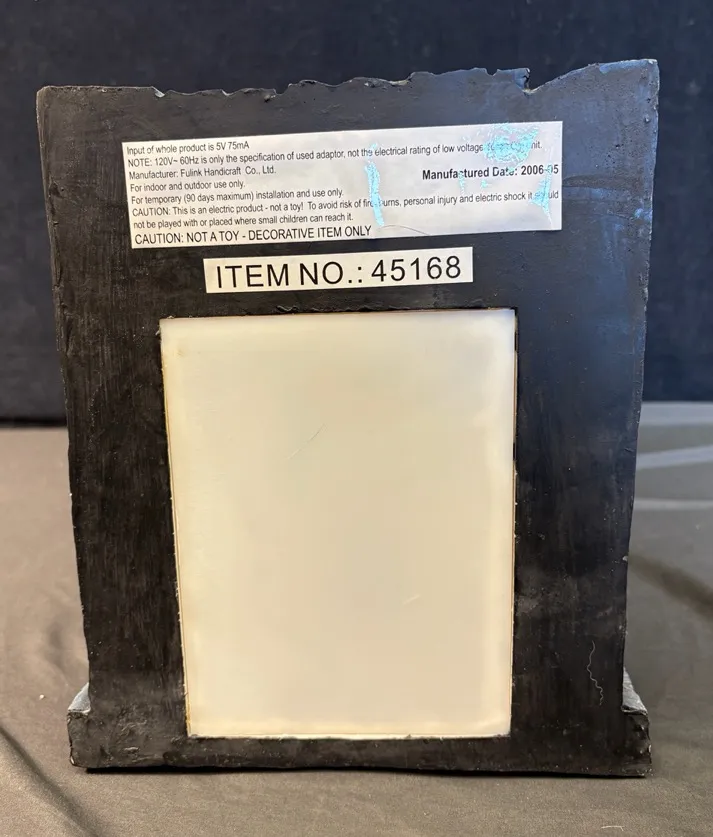 Input of whole product is 5V 75mA
NOTE: 120V~ 60Hz is only the specification of used adaptor, not the electrical rating of low voltage
Manufacturer: Fulink Handicraft Co., Ltd.
Manufactured Date: 2006-05
For indoor and outdoor use only.
For temporary (90 days maximum) installation and use only.
CAUTION: This is an electric product - not a toy! To avoid risk of fire, burns, personal injury and electric shock it should
not be played with or placed where small children can reach it.
CAUTION: NOT A TOY - DECORATIVE ITEM ONLY
ITEM NO.: 45168